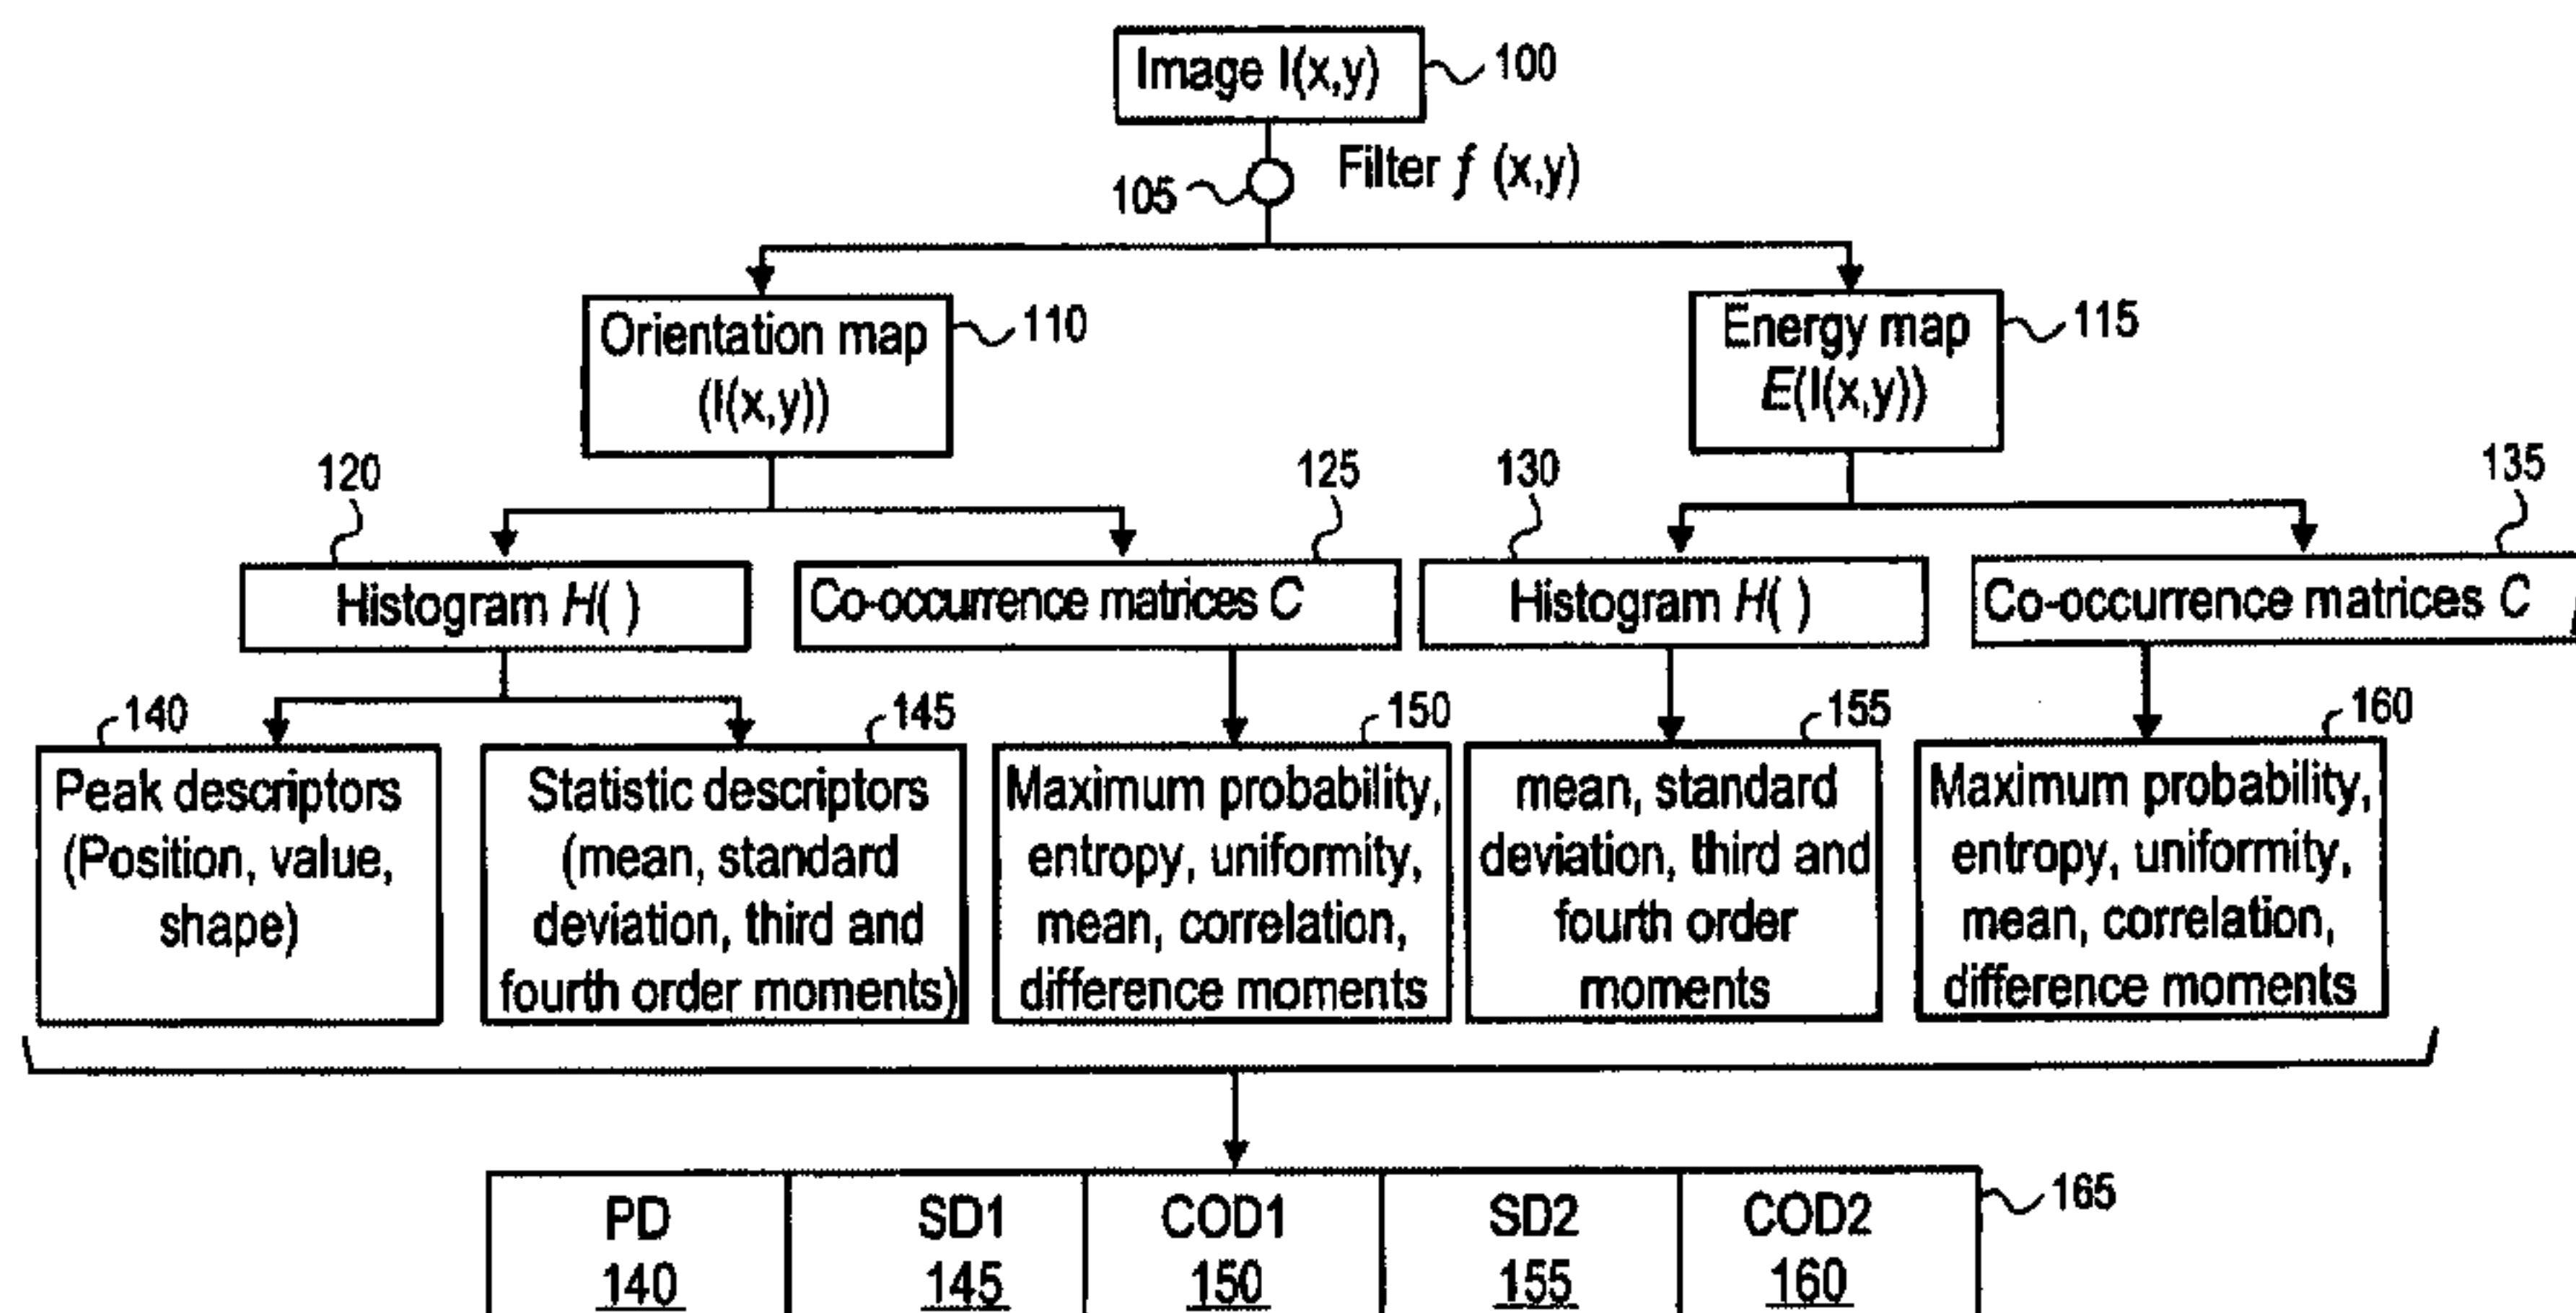 Image I(x,y)
100
105
Filter ƒ (x,y)
Orientation map
(I(x,y))
110
Energy map
E(I(x,y))
115
120
125
130
135
Histogram H( )
Co-occurrence matrices C
Histogram H( )
Co-occurrence matrices C
140
145
150
155
160
Peak descriptors
(Position, value,
shape)
Statistic descriptors
(mean, standard
deviation, third and
fourth order moments)
Maximum probability,
entropy, uniformity,
mean, correlation,
difference moments
mean, standard
deviation, third and
fourth order
moments
Maximum probability,
entropy, uniformity,
mean, correlation,
difference moments
PD
140
SD1
145
COD1
150
SD2
155
COD2
160
165